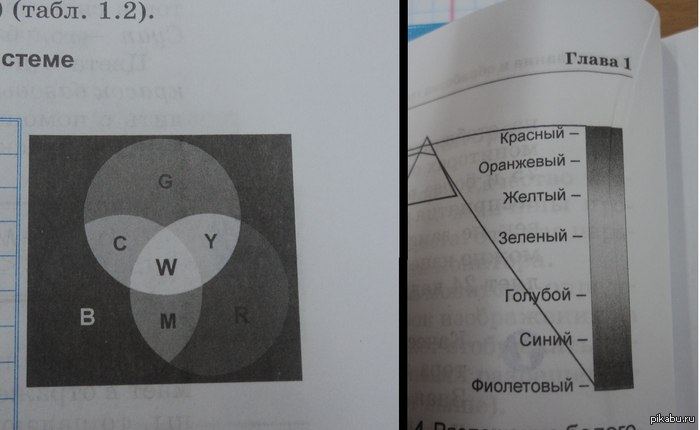 (табл. 1.2).
стеме
G
C
Y
W
B
M
R
Глава 1
Красный –
Оранжевый –
Желтый –
Зеленый –
Голубой –
Синий –
Фиолетовый –
pikabu.ru